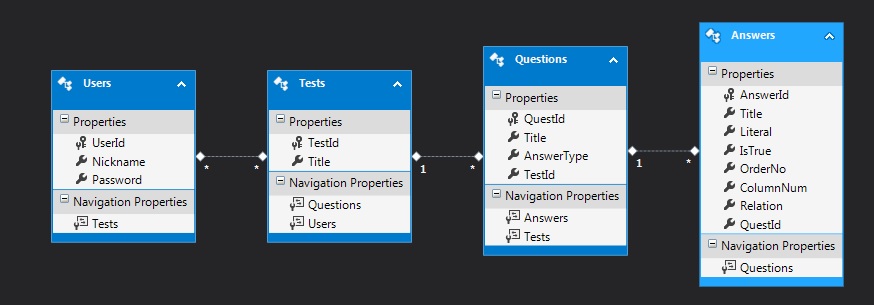 Users
Properties
UserId
Nickname
Password
Navigation Properties
Tests
*
*
Tests
Properties
TestId
Title
Navigation Properties
Questions
Users
1
*
Questions
Properties
QuestId
Title
AnswerType
TestId
Navigation Properties
Answers
Tests
1
*
Answers
Properties
AnswerId
Title
Literal
IsTrue
OrderNo
ColumnNum
Relation
QuestId
Navigation Properties
Questions